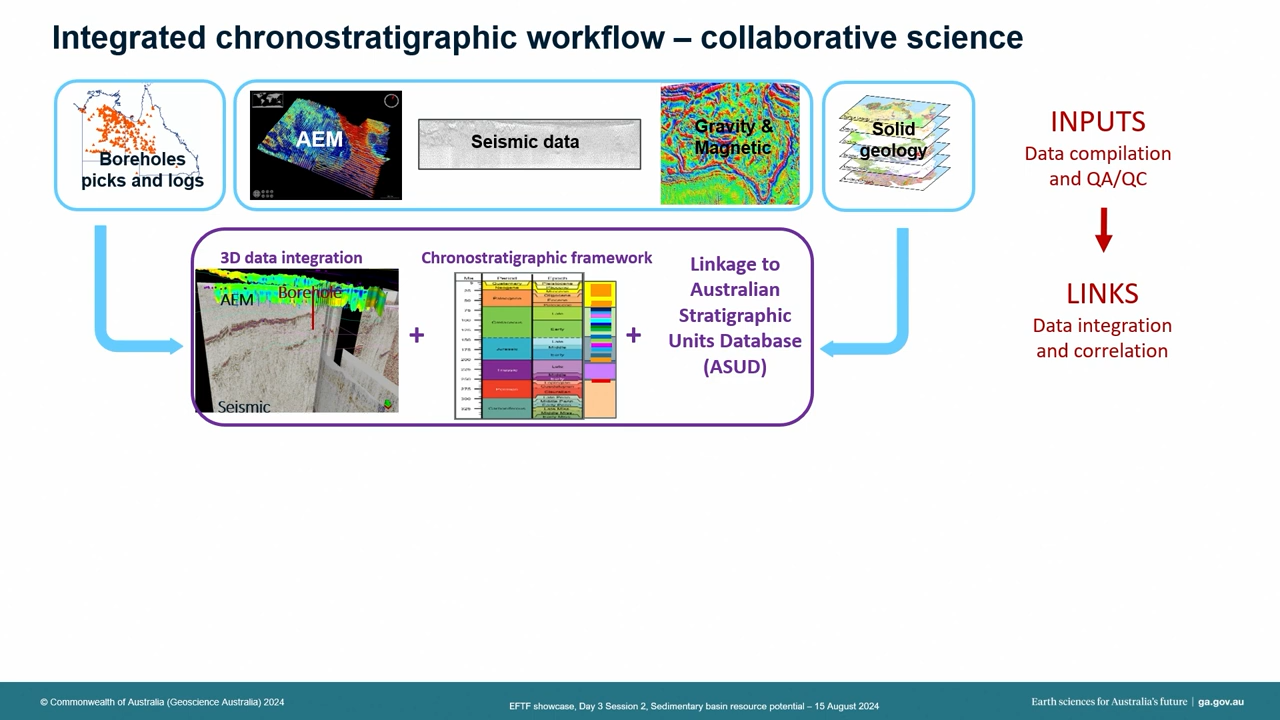 Integrated chronostratigraphic workflow – collaborative science
Boreholes
picks and logs
AEM
Seismic data
Gravity &
Magnetic
Solid
geology
INPUTS
Data compilation
and QA/QC
LINKS
Data integration
and correlation
3D data integration
AEM
Borehole
Seismic
+
Chronostratigraphic framework
+
Linkage to
Australian
Stratigraphic
Units Database
(ASUD)
© Commonwealth of Australia (Geoscience Australia) 2024
EFTF showcase, Day 3 Session 2, Sedimentary basin resource potential – 15 August 2024
Earth sciences for Australia's future | ga.gov.au